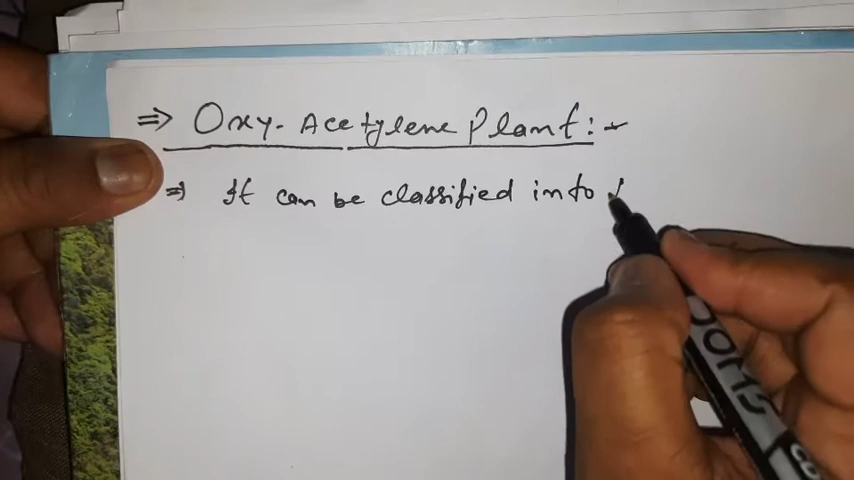 ⇒ Oxy-Acetylene Plant:-
⇒ It can be classified into